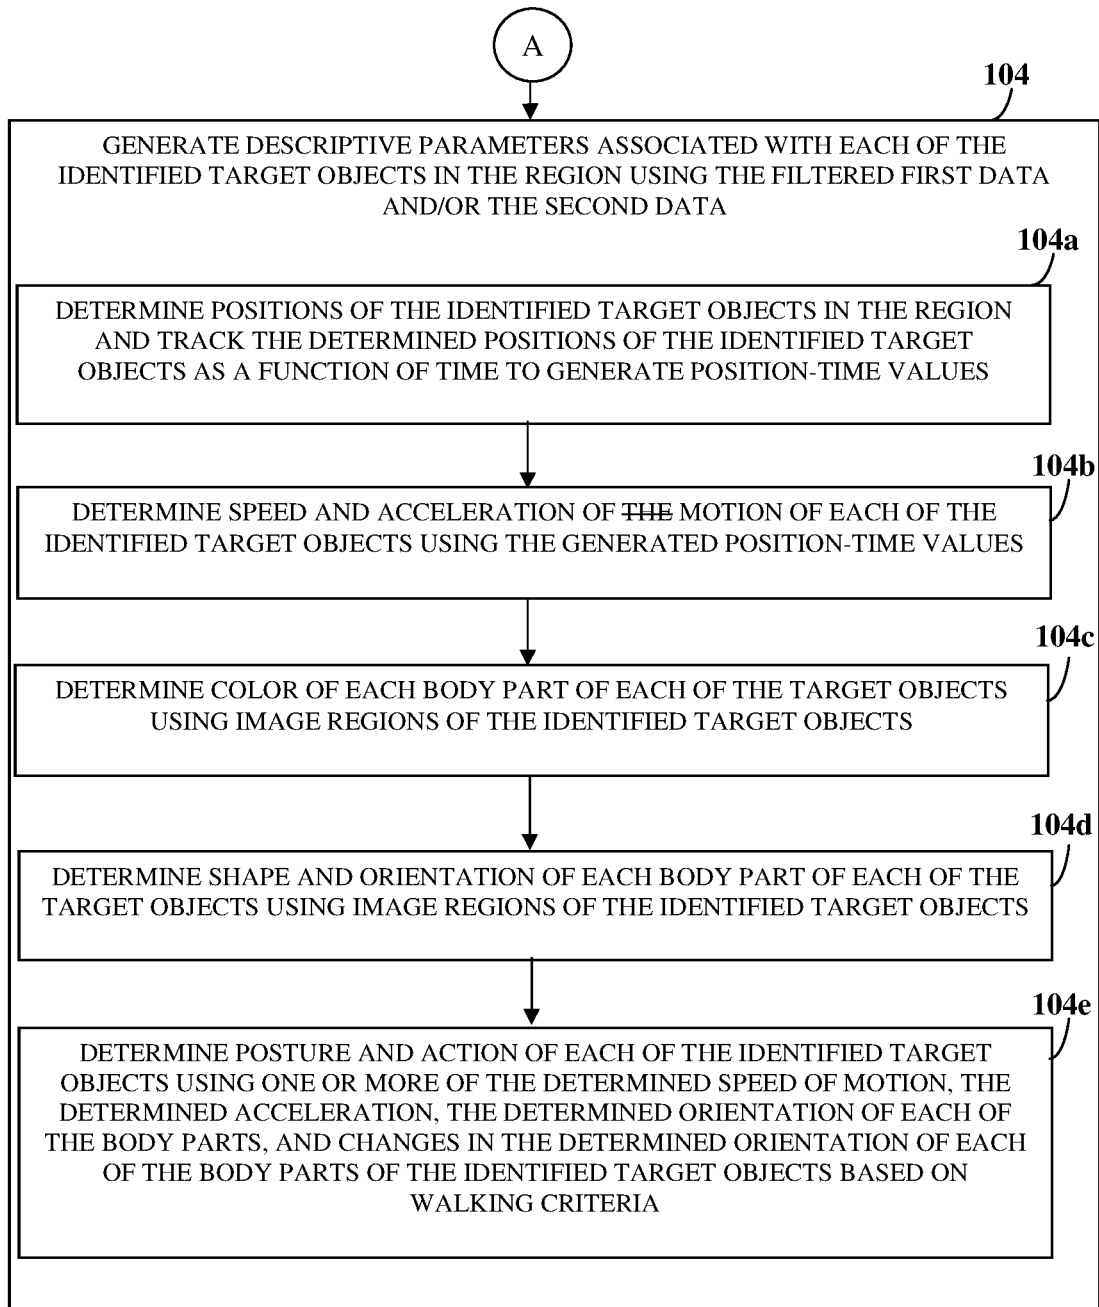 A
104
GENERATE DESCRIPTIVE PARAMETERS ASSOCIATED WITH EACH OF THE
IDENTIFIED TARGET OBJECTS IN THE REGION USING THE FILTERED FIRST DATA
AND/OR THE SECOND DATA
104a
DETERMINE POSITIONS OF THE IDENTIFIED TARGET OBJECTS IN THE REGION
AND TRACK THE DETERMINED POSITIONS OF THE IDENTIFIED TARGET
OBJECTS AS A FUNCTION OF TIME TO GENERATE POSITION-TIME VALUES
104b
DETERMINE SPEED AND ACCELERATION OF THE MOTION OF EACH OF THE
IDENTIFIED TARGET OBJECTS USING THE GENERATED POSITION-TIME VALUES
104c
DETERMINE COLOR OF EACH BODY PART OF EACH OF THE TARGET OBJECTS
USING IMAGE REGIONS OF THE IDENTIFIED TARGET OBJECTS
104d
DETERMINE SHAPE AND ORIENTATION OF EACH BODY PART OF EACH OF THE
TARGET OBJECTS USING IMAGE REGIONS OF THE IDENTIFIED TARGET OBJECTS
104e
DETERMINE POSTURE AND ACTION OF EACH OF THE IDENTIFIED TARGET
OBJECTS USING ONE OR MORE OF THE DETERMINED SPEED OF MOTION, THE
DETERMINED ACCELERATION, THE DETERMINED ORIENTATION OF EACH OF
THE BODY PARTS, AND CHANGES IN THE DETERMINED ORIENTATION OF EACH
OF THE BODY PARTS OF THE IDENTIFIED TARGET OBJECTS BASED ON
WALKING CRITERIA